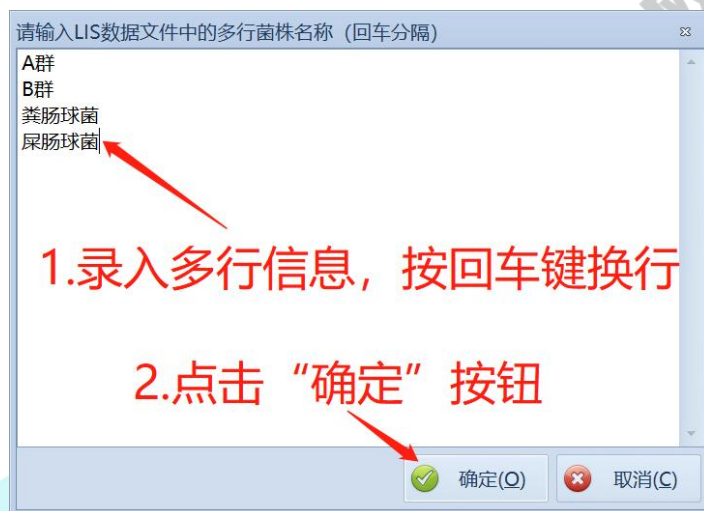 请输入LIS数据文件中的多行菌株名称（回车分隔）
A群
B群
粪肠球菌
屎肠球菌
1.录入多行信息，按回车键换行
2.点击“确定”按钮
确定(O) 取消(C)